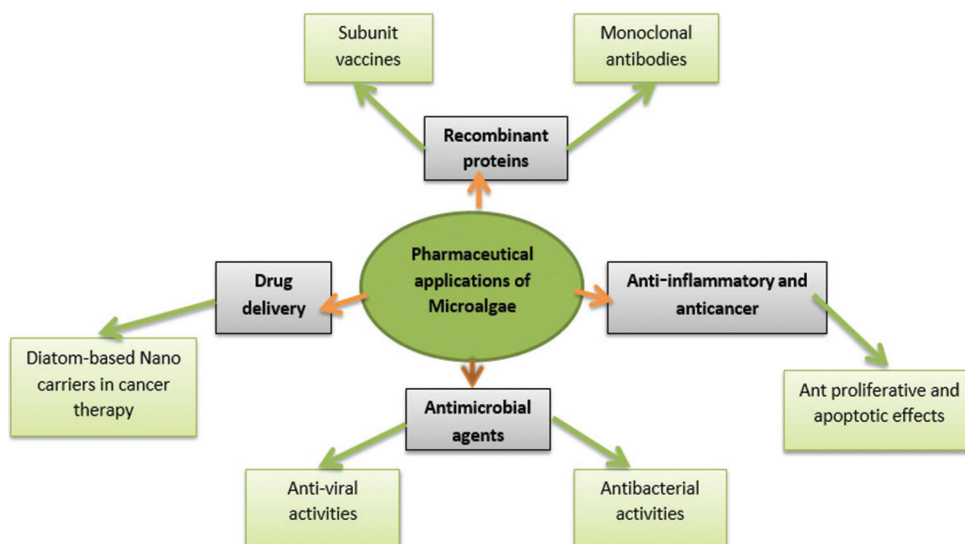 Subunit
vaccines
Monoclonal
antibodies
Recombinant
proteins
Pharmaceutical
applications of
Microalgae
Drug
delivery
Anti-inflammatory and
anticancer
Diatom-based Nano
carriers in cancer
therapy
Antimicrobial
agents
Ant proliferative and
apoptotic effects
Anti-viral
activities
Antibacterial
activities